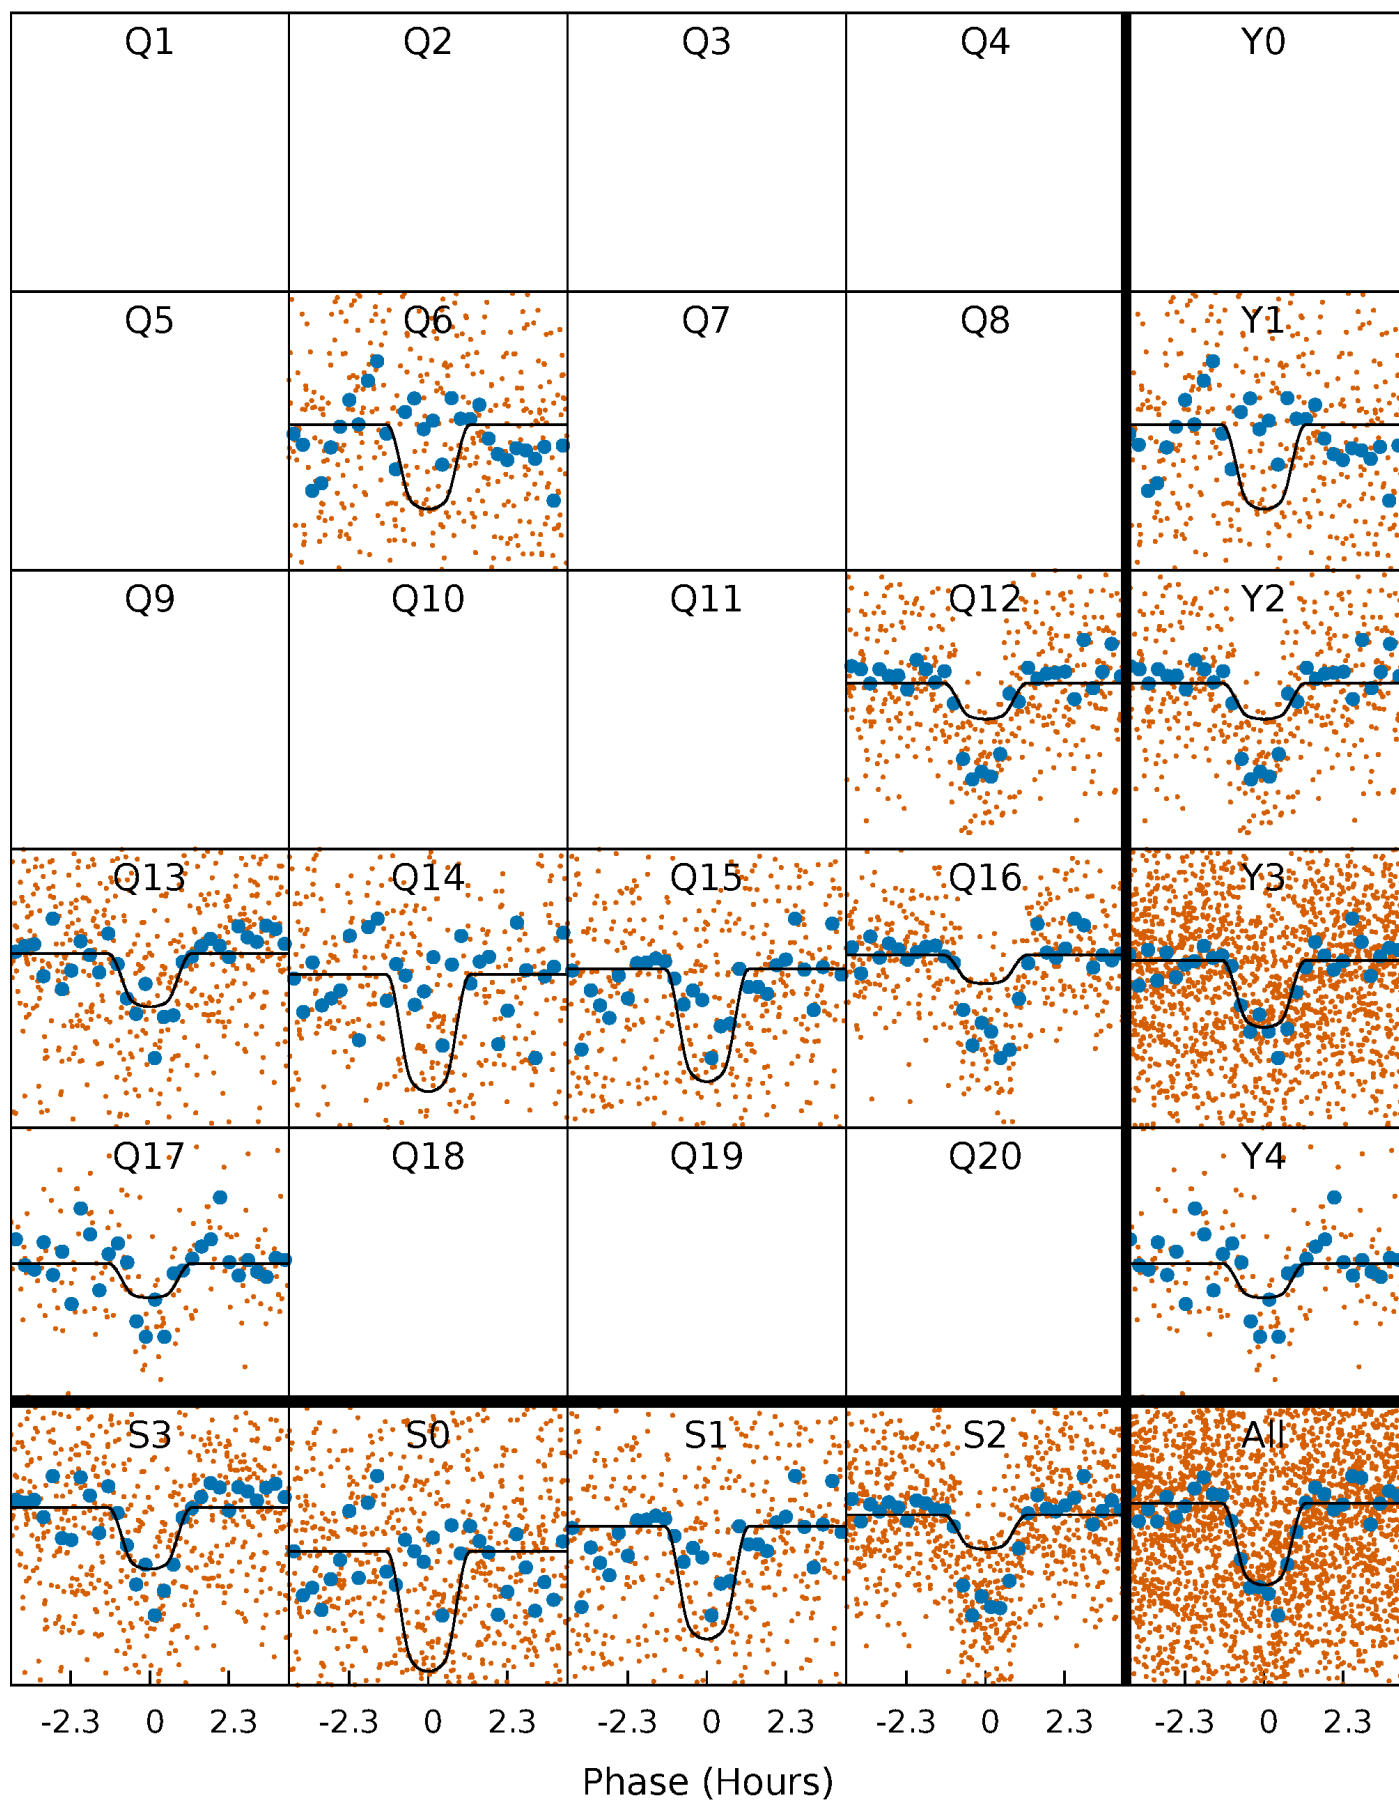 Q1 Q2 Q3 Q4 Y0
Q5 Q6 Q7 Q8 Y1
Q9 Q10 Q11 Q12 Y2
Q13 Q14 Q15 Q16 Y3
Q17 Q18 Q19 Q20 Y4
S3 S0 S1 S2 All
-2.3 0 2.3 -2.3 0 2.3 -2.3 0 2.3 -2.3 0 2.3 -2.3 0 2.3
Phase (Hours)